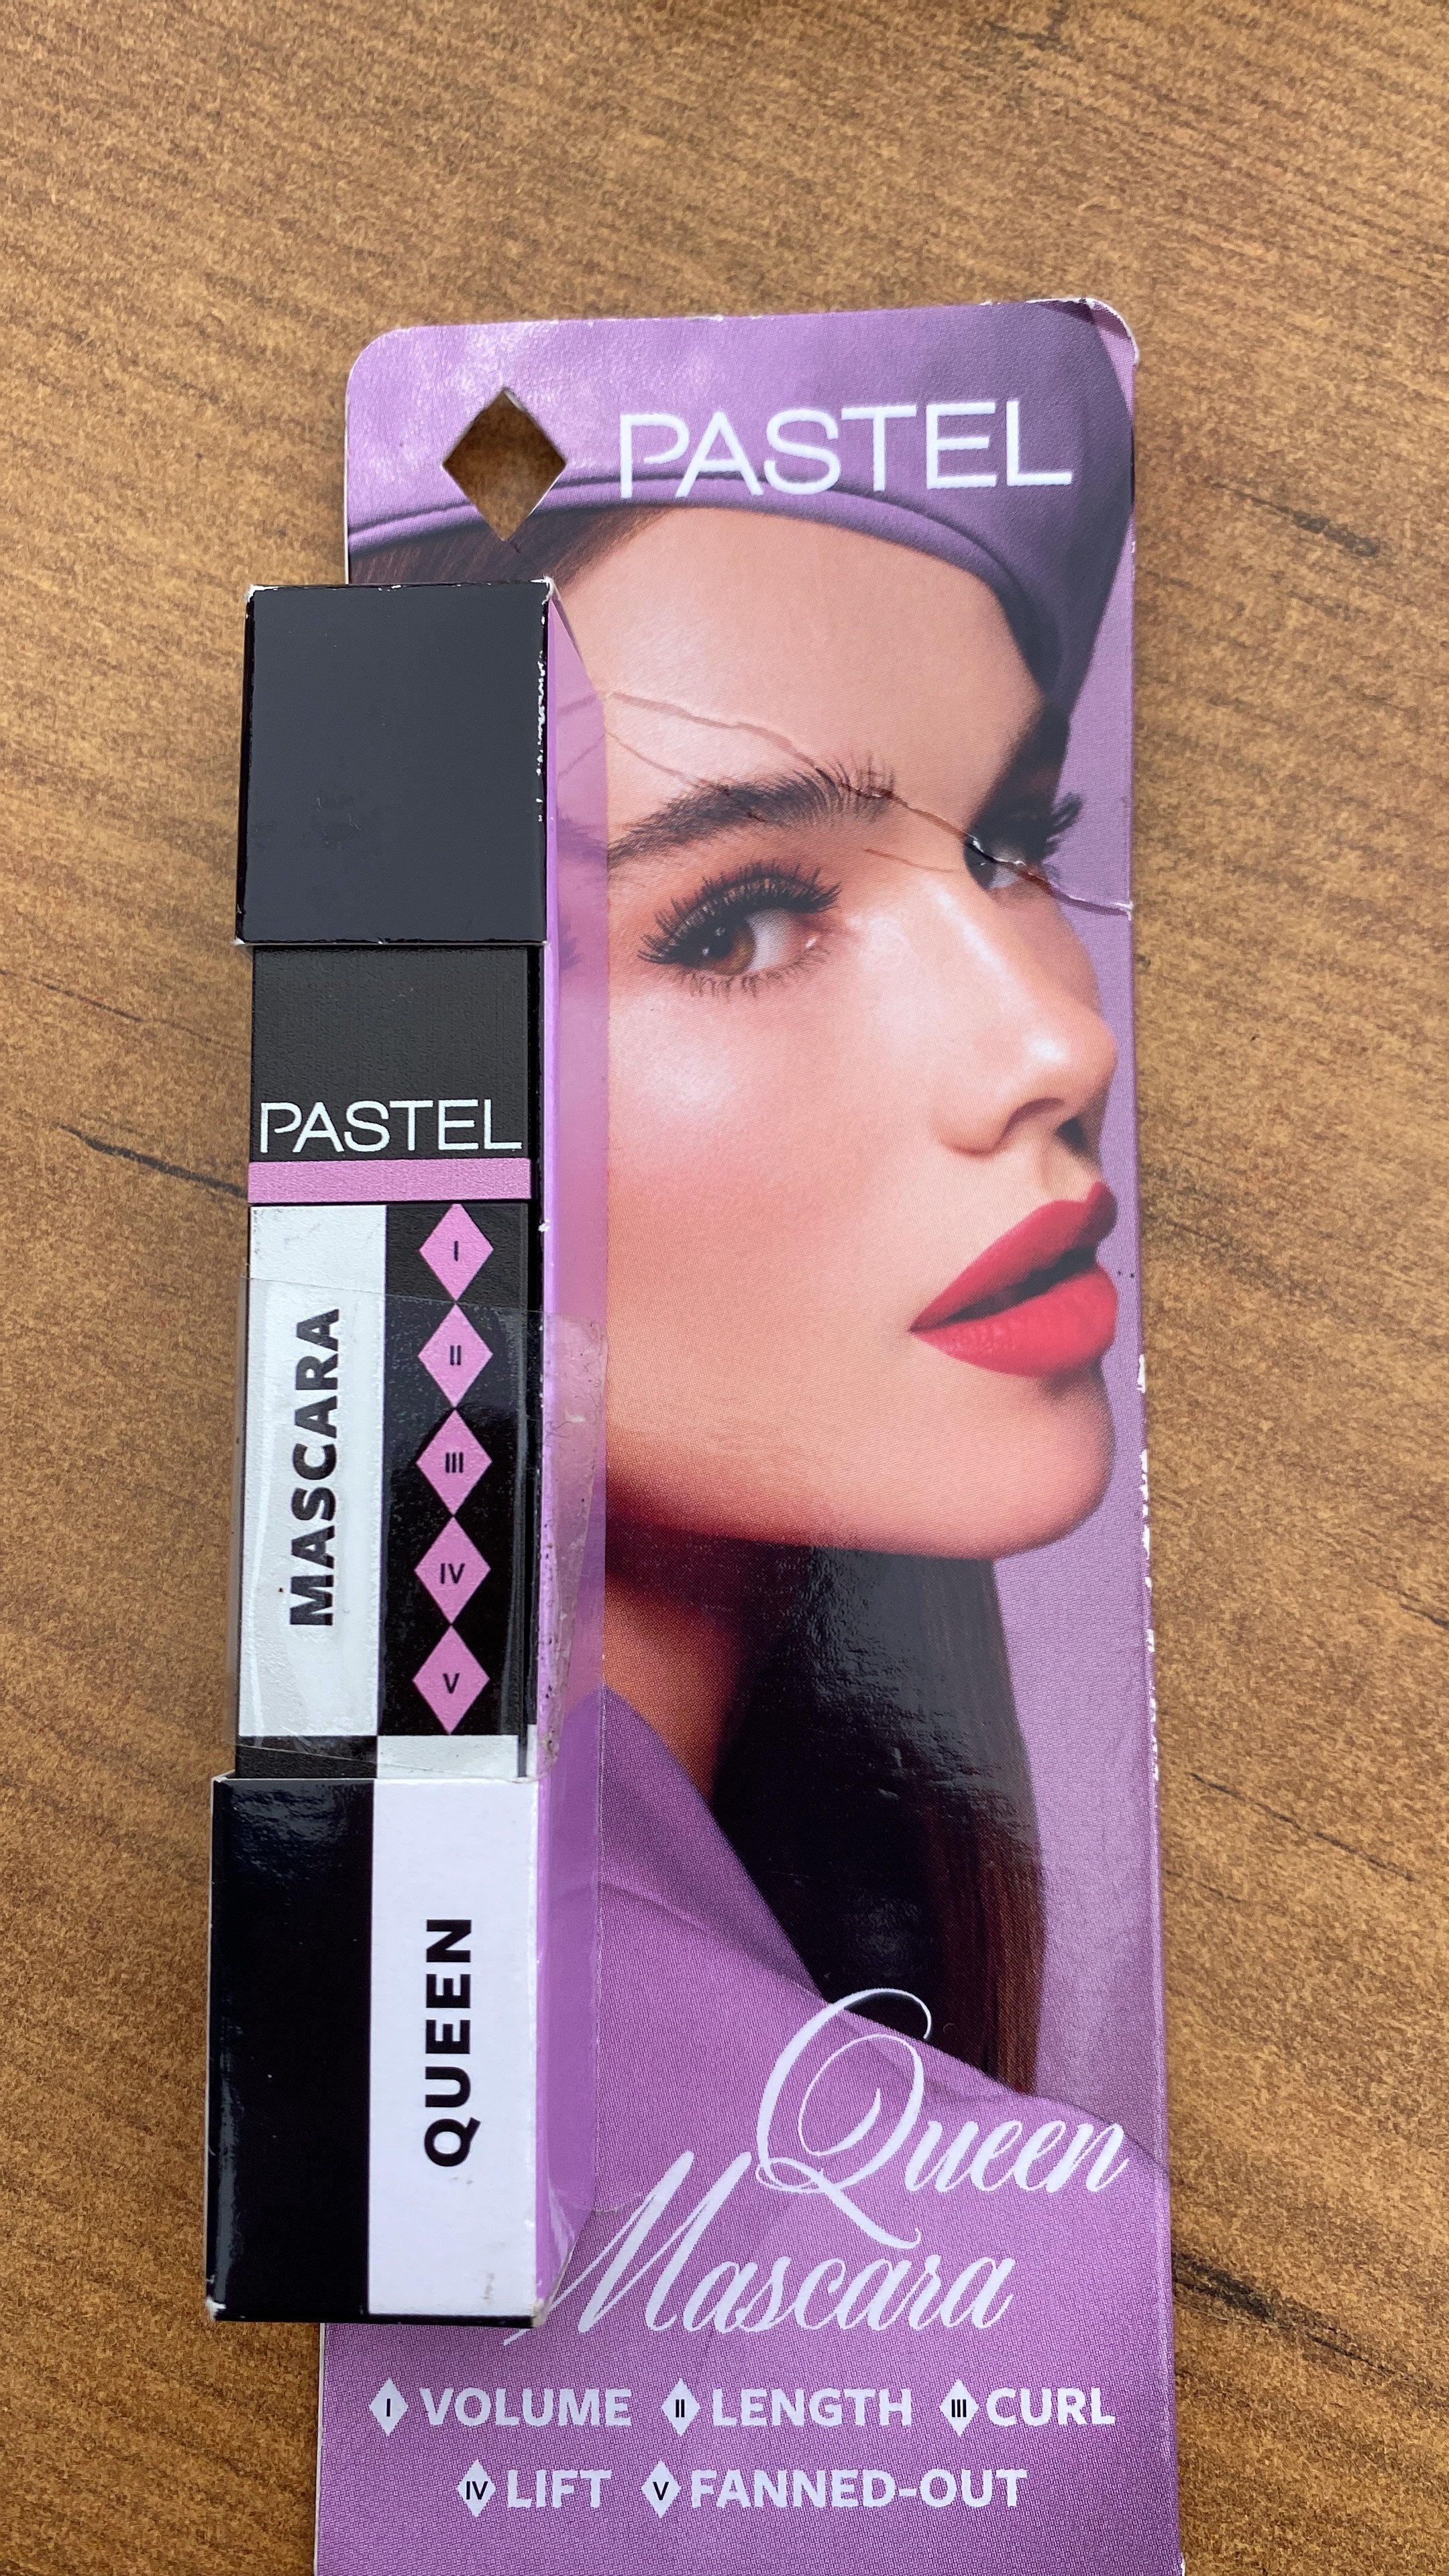 PASTEL
PASTEL
I
II
III
IV
V
MASCARA
QUEEN
Queen
Mascara
I VOLUME II LENGTH III CURL
IV LIFT V FANNED-OUT